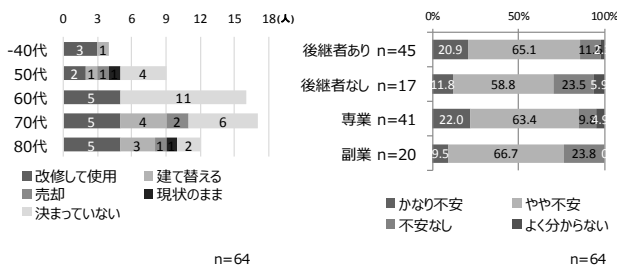 0 3 6 9 12 15 18(人)
-40代 3 1
50代 2 1 1 1 4
60代 5 11
70代 5 4 2 6
80代 5 3 1 1 2
改修して使用 建て替える
売却 現状のまま
決まっていない
n=64
0% 50% 100%
後継者あり n=45 20.9 65.1
後継者なし n=17 11.8 58.8 23.5 5.9
専業 n=41 22.0 63.4 9.8 4.9
副業 n=20 9.5 66.7 23.8 0
かなり不安 やや不安
不安なし よく分からない
n=64